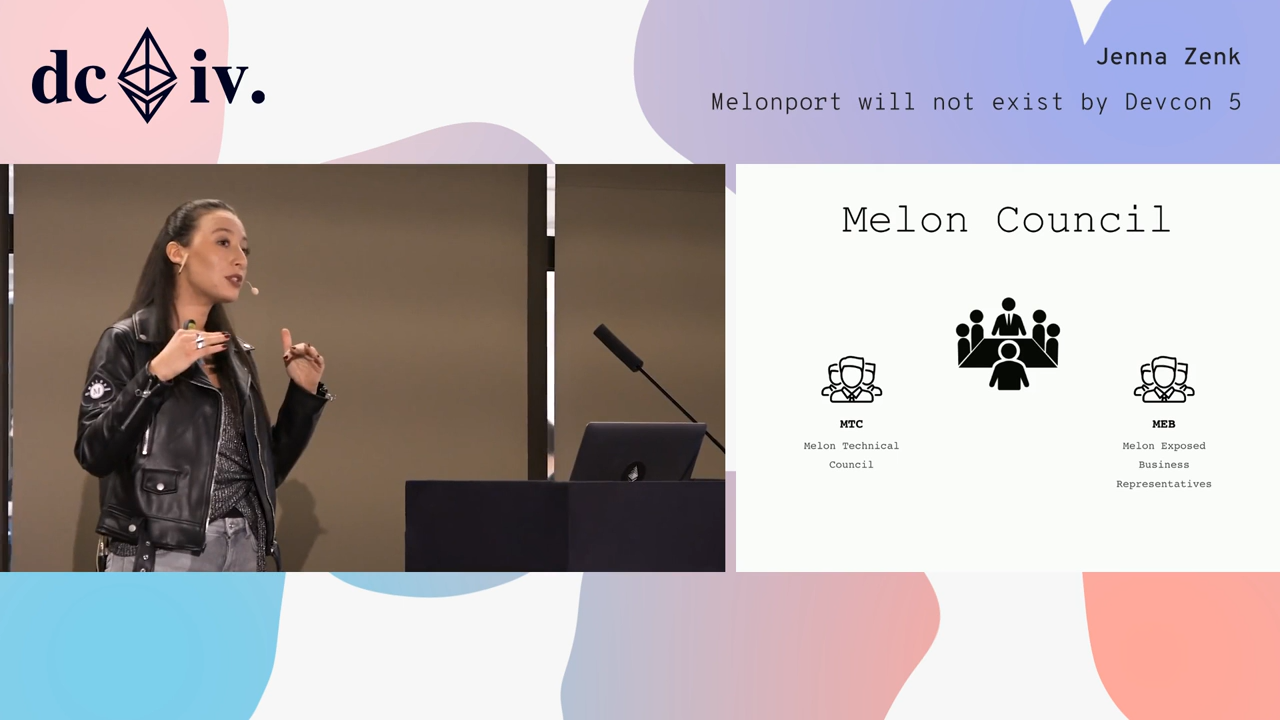 dc iv.
Jenna Zenk
Melonport will not exist by Devcon 5
Melon Council
MTC
Melon Technical
Council
MEB
Melon Exposed
Business
Representatives